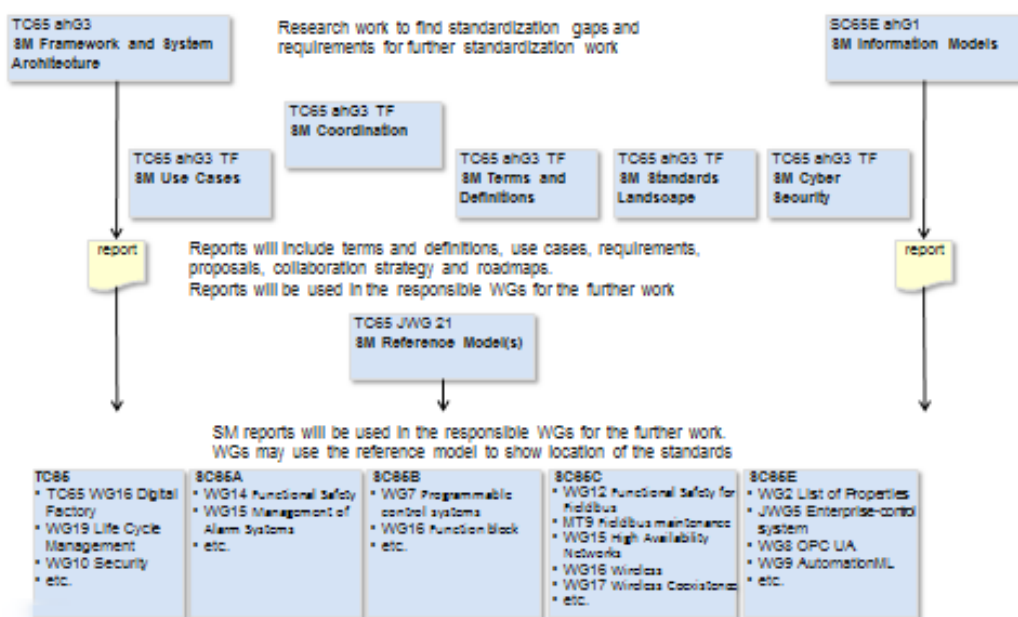 TC65 ahG3
SM Framework and System
Architecture
Research work to find standardization gaps and
requirements for further standardization work
SC65E ahG1
SM Information Models
TC65 ahG3 TF
SM Coordination
TC65 ahG3 TF
SM Use Cases
TC65 ahG3 TF
SM Terms and
Definitions
TC65 ahG3 TF
SM Standards
Landscape
TC65 ahG3 TF
SM Cyber
Security
report
Reports will include terms and definitions, use cases, requirements,
proposals, collaboration strategy and roadmaps.
Reports will be used in the responsible WGs for the further work
report
TC65 JWG 21
SM Reference Model(s)
SM reports will be used in the responsible WGs for the further work.
WGs may use the reference model to show location of the standards
TC65
▪ TC65 WG16 Digital
Factory
▪ WG19 Life Cycle
Management
▪ WG10 Security
▪ etc.
SC65A
▪ WG14 Functional Safety
▪ WG15 Management of
Alarm Systems
▪ etc.
SC65B
▪ WG7 Programmable
control systems
▪ WG16 Function block
▪ etc.
SC65C
▪ WG12 Functional Safety for
Fieldbus
▪ MT9 Fieldbus maintenance
▪ WG15 High Availability
Networks
▪ WG16 Wireless
▪ WG17 Wireless Coexistence
▪ etc.
SC65E
▪ WG2 List of Properties
▪ JWG5 Enterprise-control
system
▪ WG8 OPC UA
▪ WG9 AutomationML
▪ etc.